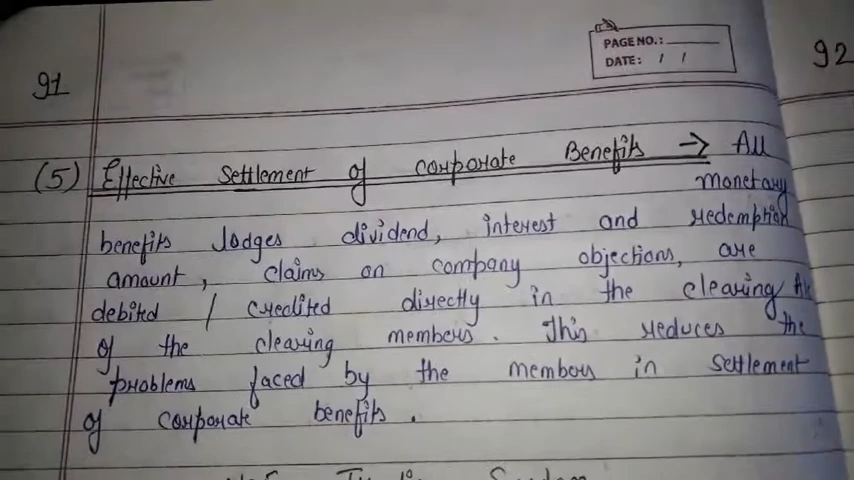 PAGE NO.:
DATE: / /
91
92
(5) Effective Settlement of corporate Benefits → All
monetary
benefits lodges dividend, interest and redemption
amount, claims on company objections, are
debited / credited directly in the clearing A/c
of the clearing members. This reduces the
problems faced by the members in settlement
of corporate benefits.